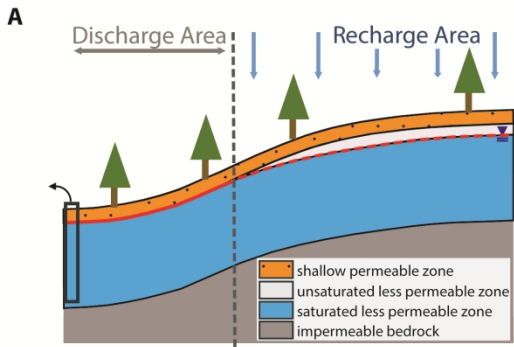 A
Discharge Area
Recharge Area
shallow permeable zone
unsaturated less permeable zone
saturated less permeable zone
impermeable bedrock